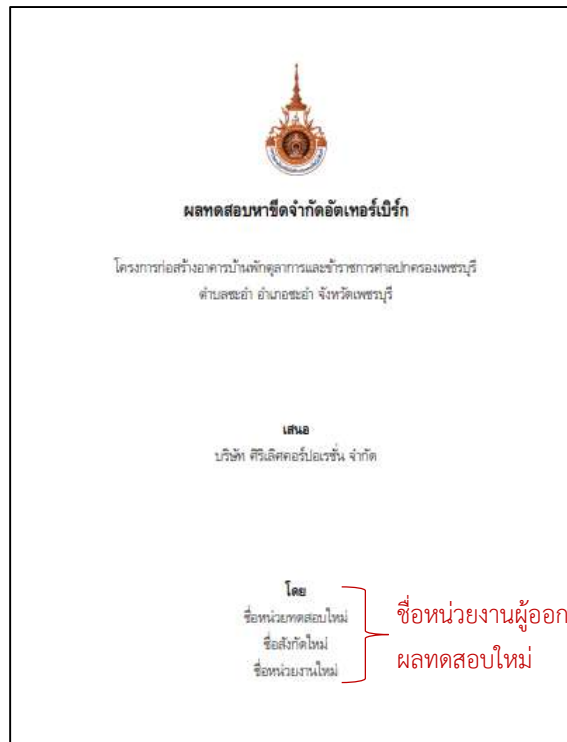 ผลทดสอบหาขีดจำกัดอัตเทอร์เบิร์ก
โครงการก่อสร้างอาคารบ้านพักตุลาการและข้าราชการศาลปกครองเพชรบุรี
ตำบลชะอำ อำเภอชะอำ จังหวัดเพชรบุรี
เสนอ
บริษัท ศิริเลิศคอร์ปอเรชั่น จำกัด
โดย
ชื่อหน่วยทดสอบใหม่
ชื่อสังกัดใหม่
ชื่อหน่วยงานใหม่
ชื่อหน่วยงานผู้ออก
ผลทดสอบใหม่